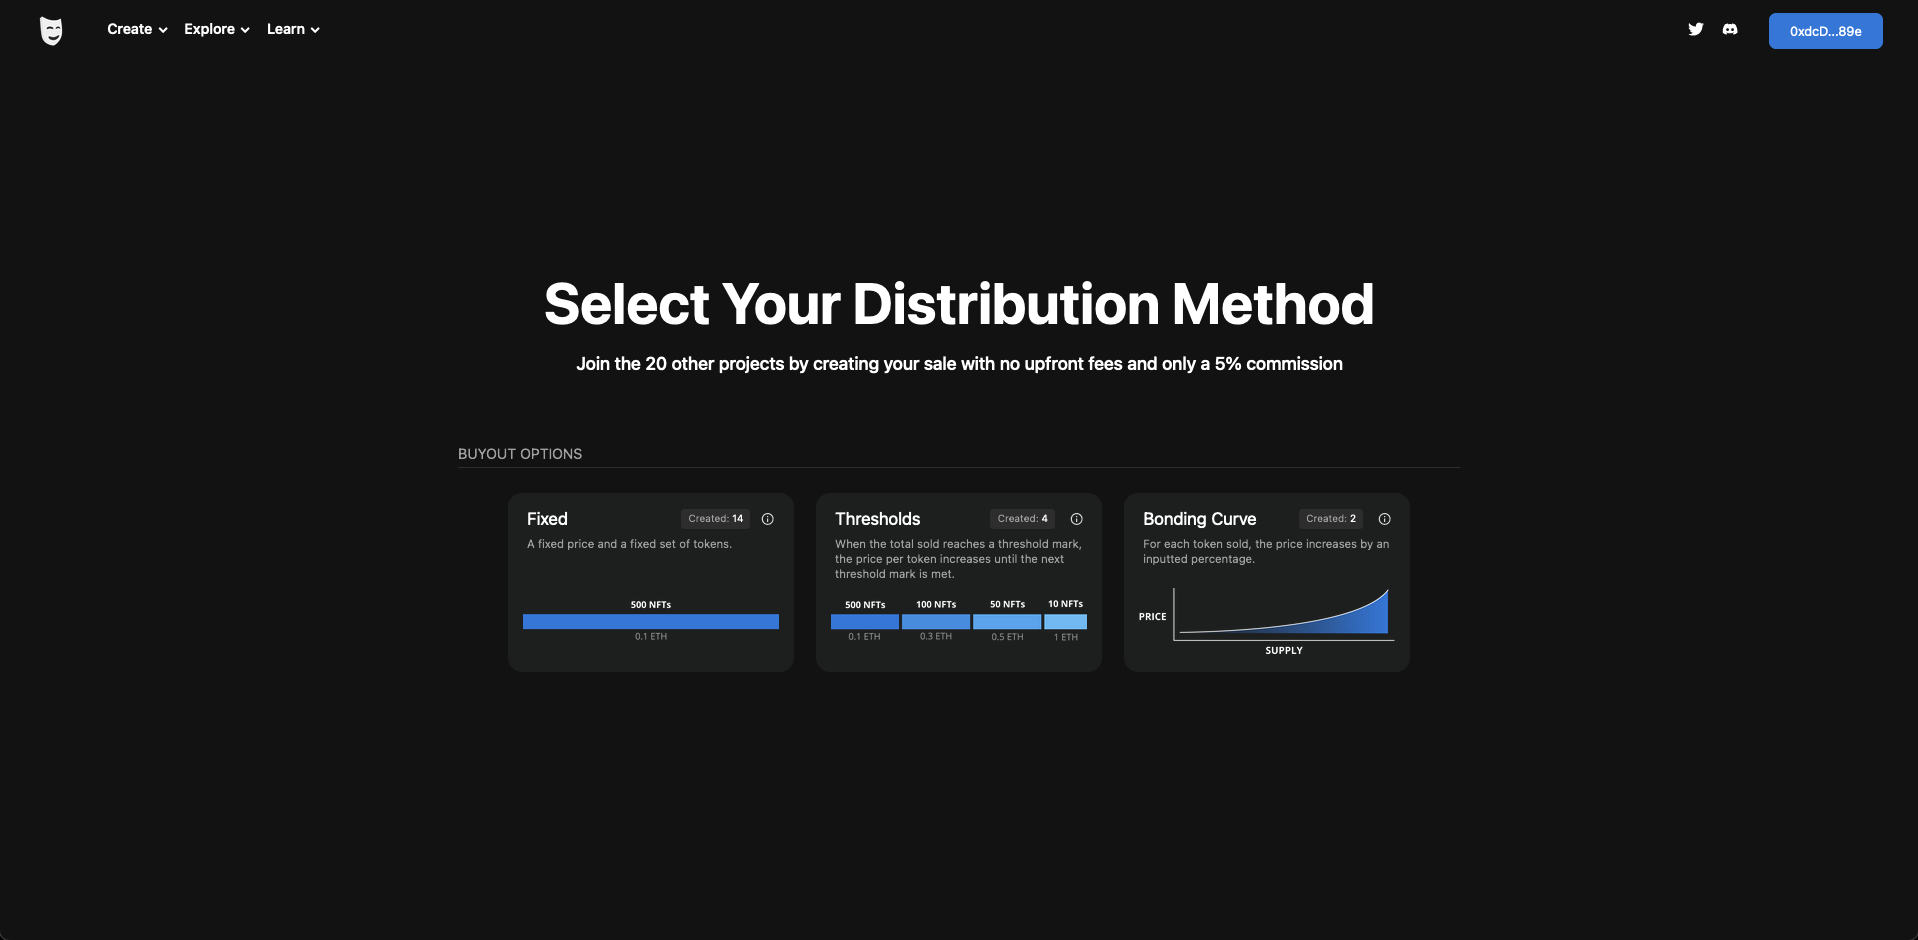 Create Explore Learn
0xdcD...89e
Select Your Distribution Method
Join the 20 other projects by creating your sale with no upfront fees and only a 5% commission
BUYOUT OPTIONS
Fixed
Created: 14
A fixed price and a fixed set of tokens.
500 NFTs
0.1 ETH
Thresholds
Created: 4
When the total sold reaches a threshold mark,
the price per token increases until the next
threshold mark is met.
500 NFTs 100 NFTs 50 NFTs 10 NFTs
0.1 ETH 0.3 ETH 0.5 ETH 1 ETH
Bonding Curve
Created: 2
For each token sold, the price increases by an
inputted percentage.
PRICE
SUPPLY